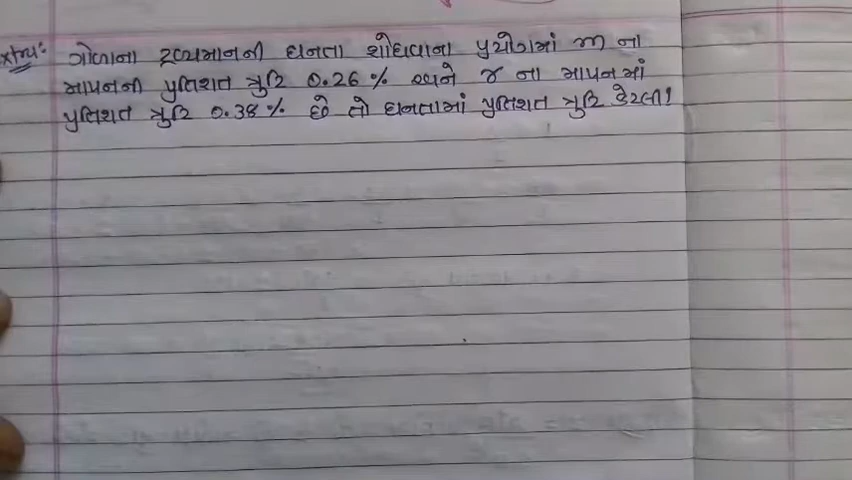 ગોળાના દ્રવ્યમાનની ઘનતા શોધવાના પ્રયોગમાં m ના
માપનની પ્રતિશત ત્રુટિ 0.26 % અને r ના માપનમાં
પ્રતિશત ત્રુટિ 0.38 % છે તો ઘનતામાં પ્રતિશત ત્રુટિ કેટલી?